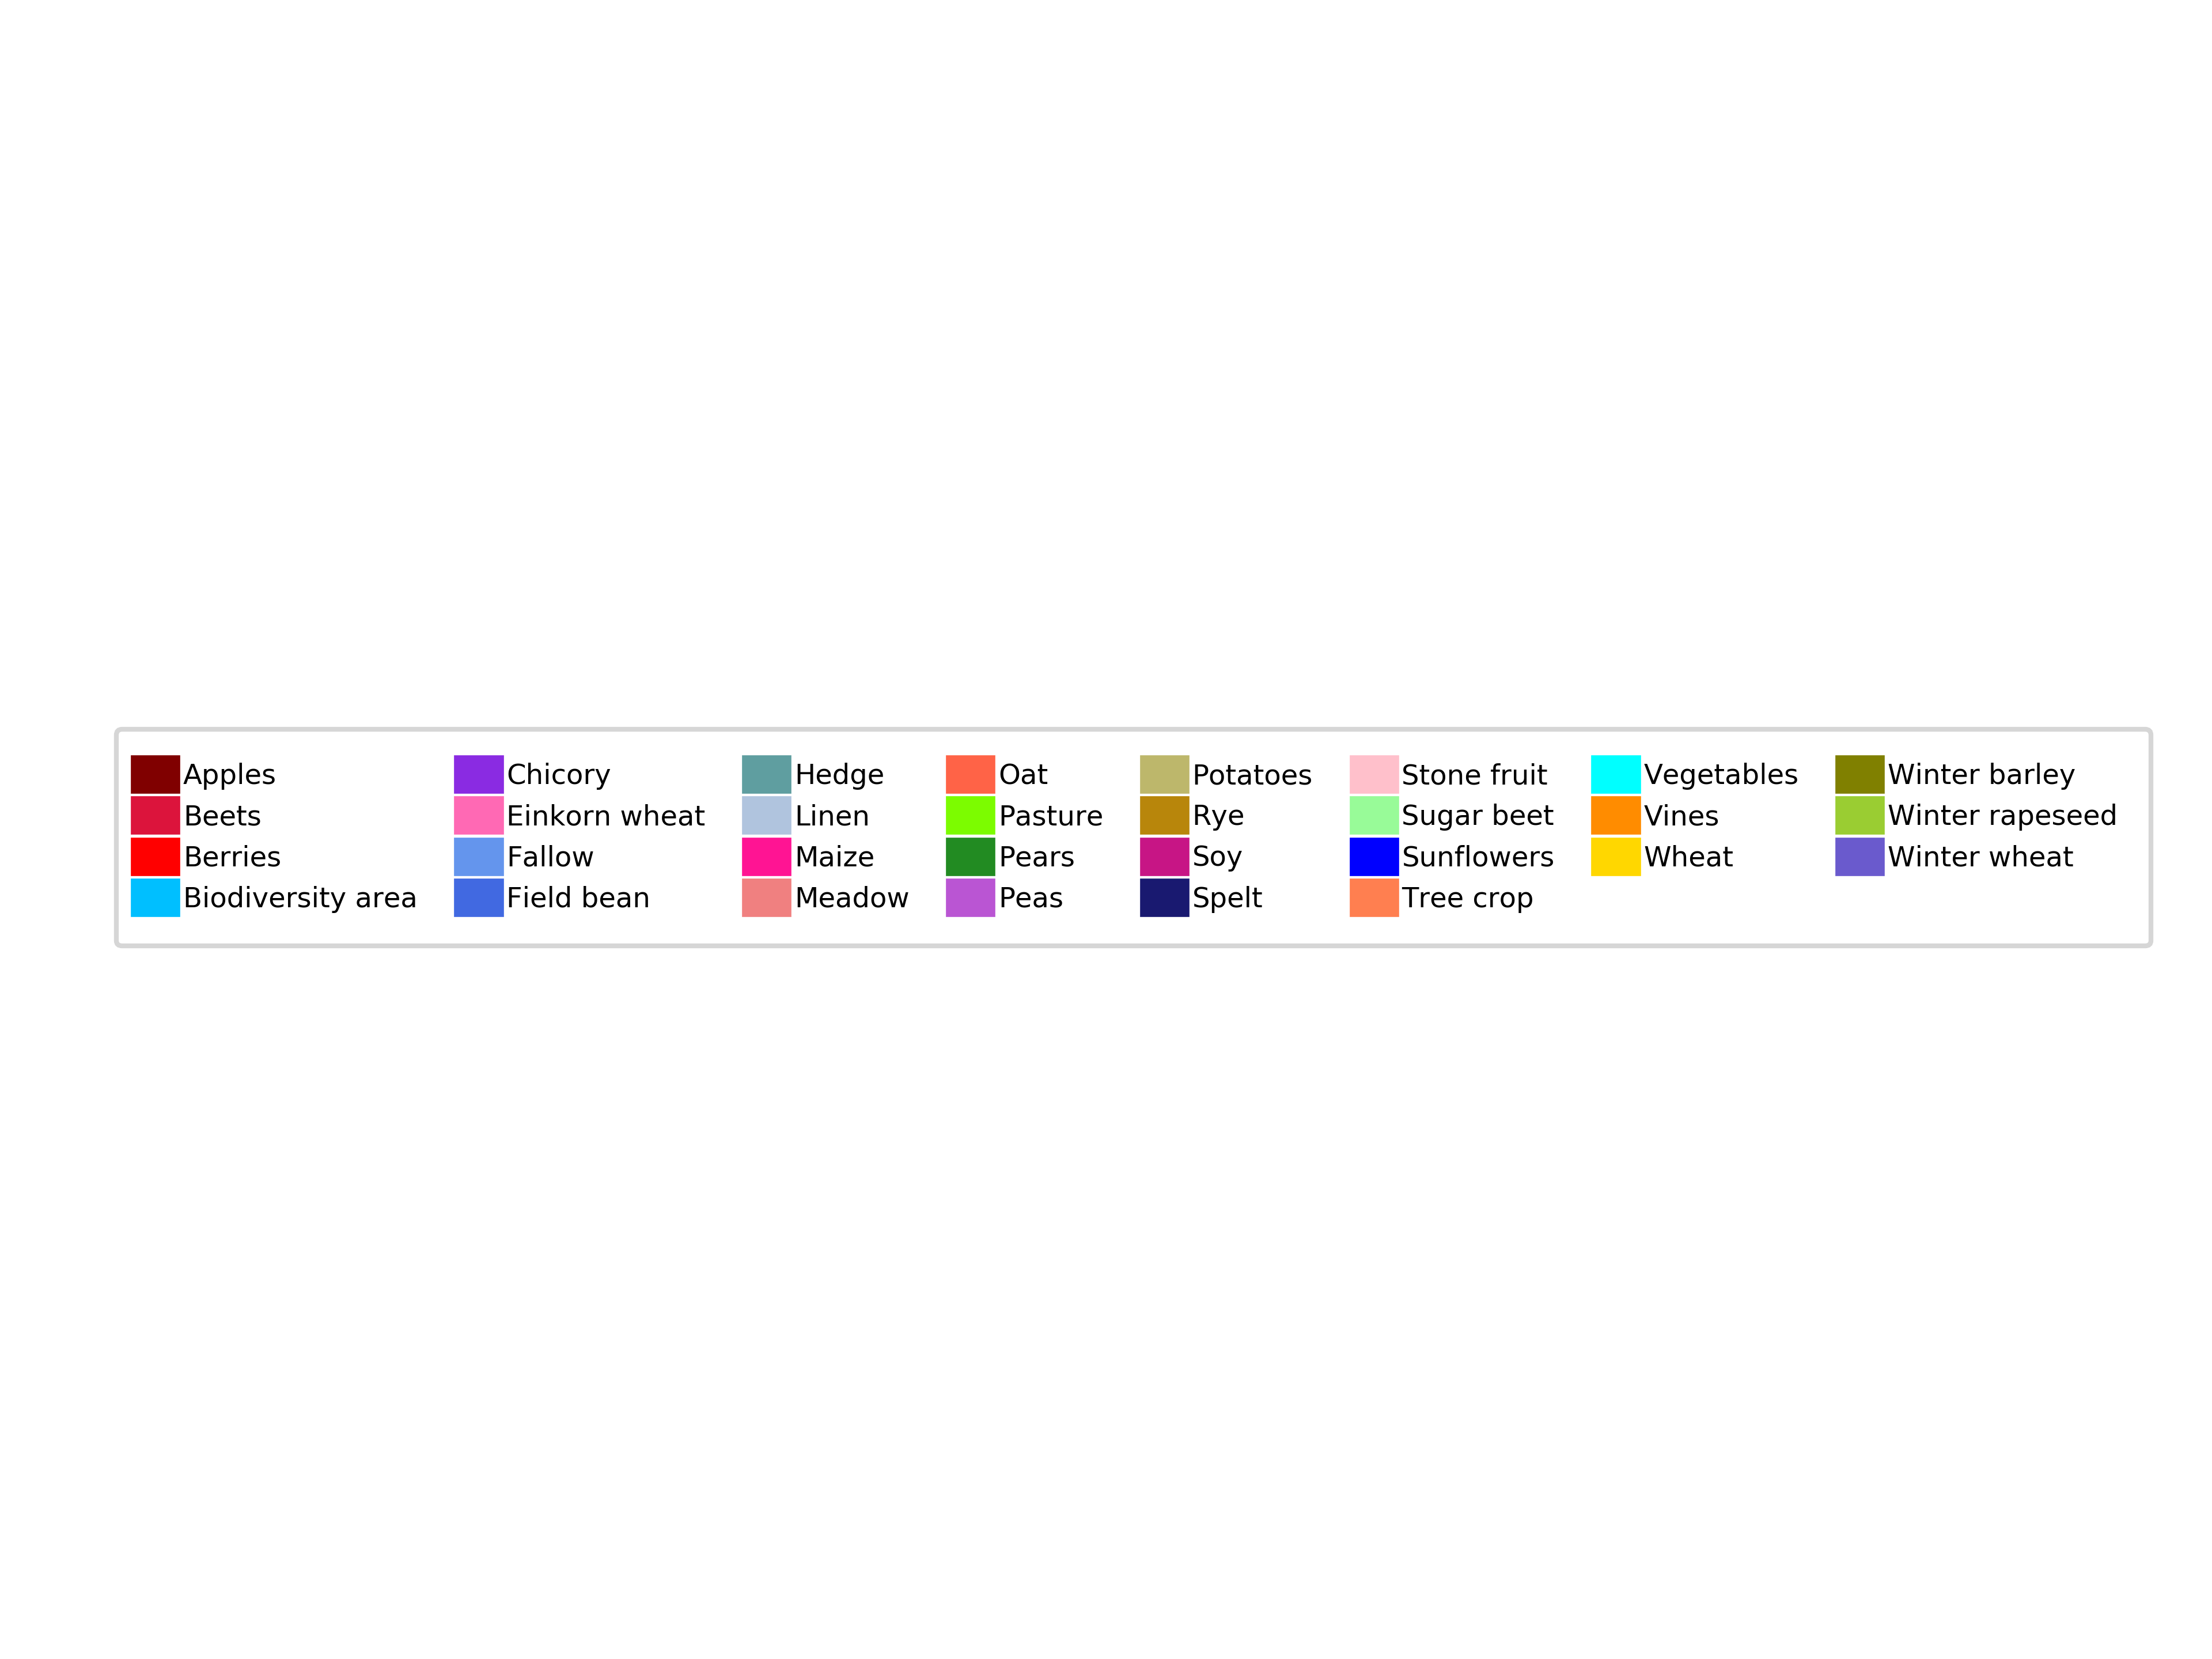 Apples
Beets
Berries
Biodiversity area
Chicory
Einkorn wheat
Fallow
Field bean
Hedge
Linen
Maize
Meadow
Oat
Pasture
Pears
Peas
Potatoes
Rye
Soy
Spelt
Stone fruit
Sugar beet
Sunflowers
Tree crop
Vegetables
Vines
Wheat
Winter barley
Winter rapeseed
Winter wheat